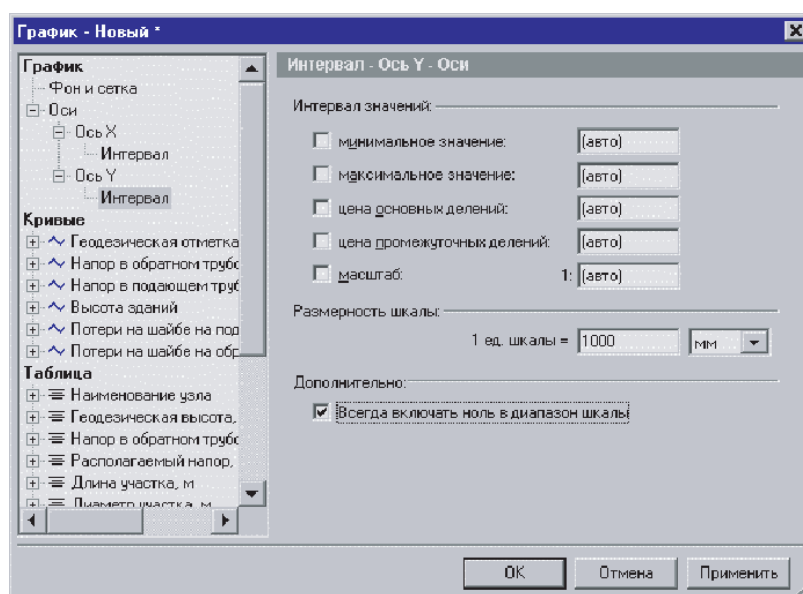 График - Новый *
График
Фон и сетка
Оси
Ось X
Интервал
Ось Y
Интервал
Кривые
Геодезическая отметка
Напор в обратном трубо
Напор в подающем труб
Высота зданий
Потери на шайбе на под
Потери на шайбе на обр
Таблица
Наименование узла
Геодезическая высота,
Напор в обратном трубо
Располагаемый напор,
Длина участка, м
Диаметр участка, м
Интервал - Ось Y - Оси
Интервал значений:
минимальное значение: (авто)
максимальное значение: (авто)
цена основных делений: (авто)
цена промежуточных делений: (авто)
масштаб: 1: (авто)
Размерность шкалы:
1 ед. шкалы = 1000 мм
Дополнительно:
Всегда включать ноль в диапазон шкалы
OK Отмена Применить